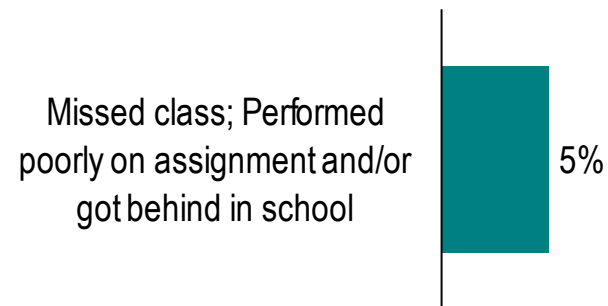 Missed class; Performed
poorly on assignment and/or
got behind in school
5%